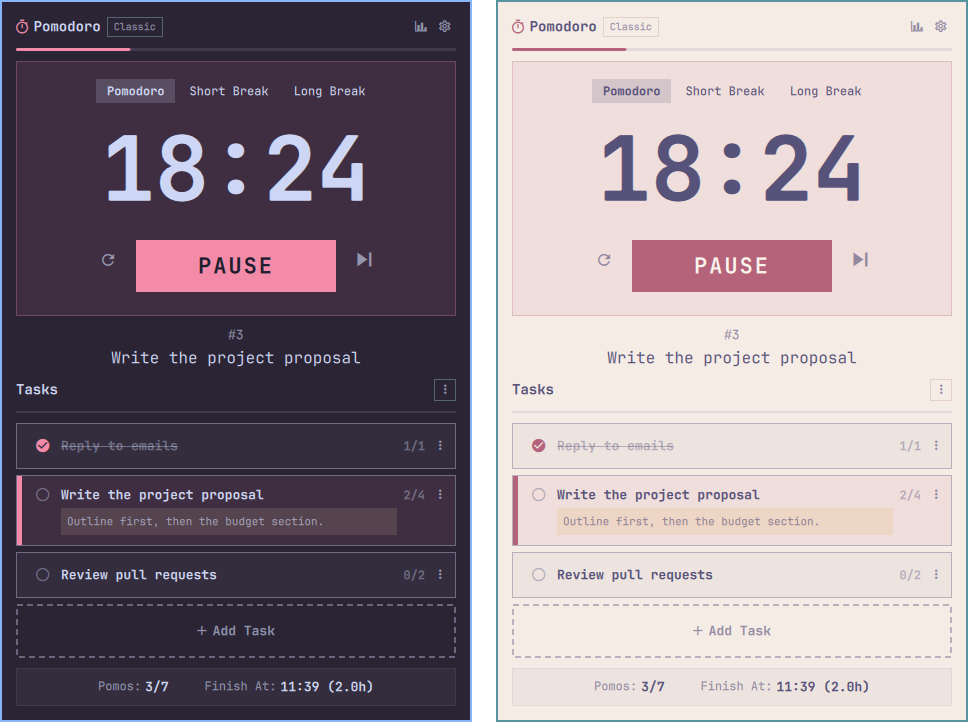 Pomodoro Classic
Pomodoro Short Break Long Break
18:24
PAUSE
#3
Write the project proposal
Tasks
Reply to emails 1/1
Write the project proposal 2/4
Outline first, then the budget section.
Review pull requests 0/2
+ Add Task
Pomos: 3/7 Finish At: 11:39 (2.0h)
Pomodoro Classic
Pomodoro Short Break Long Break
18:24
PAUSE
#3
Write the project proposal
Tasks
Reply to emails 1/1
Write the project proposal 2/4
Outline first, then the budget section.
Review pull requests 0/2
+ Add Task
Pomos: 3/7 Finish At: 11:39 (2.0h)